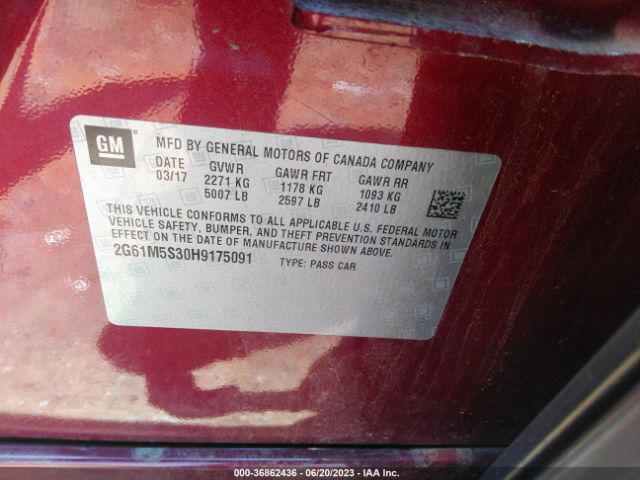 GM
MFD BY GENERAL MOTORS OF CANADA COMPANY
DATE GVWR GAWR FRT GAWR RR
03/17 2271 KG 1178 KG 1093 KG
5007 LB 2597 LB 2410 LB
THIS VEHICLE CONFORMS TO ALL APPLICABLE U.S. FEDERAL MOTOR
VEHICLE SAFETY, BUMPER, AND THEFT PREVENTION STANDARDS IN
EFFECT ON THE DATE OF MANUFACTURE SHOWN ABOVE.
2G61M5S30H9175091 TYPE: PASS CAR
000-36862436 - 06/20/2023 - IAA Inc.